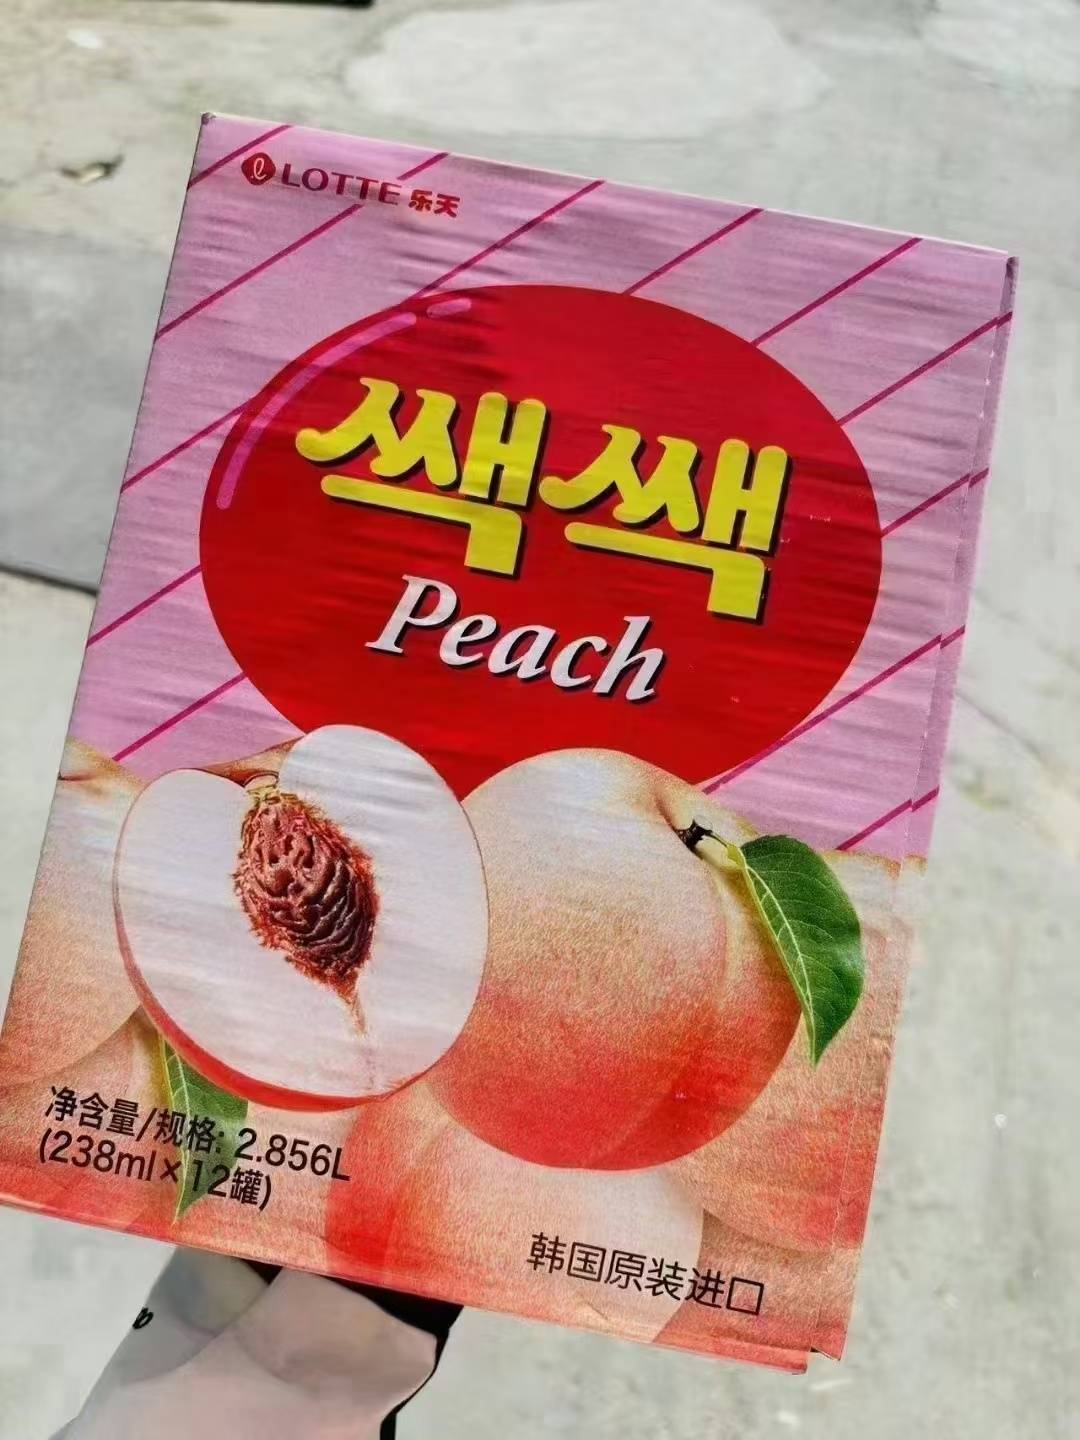 LOTTE 乐天
쌕쌕
Peach
净含量/规格: 2.856L
(238ml×12罐)
韩国原装进口